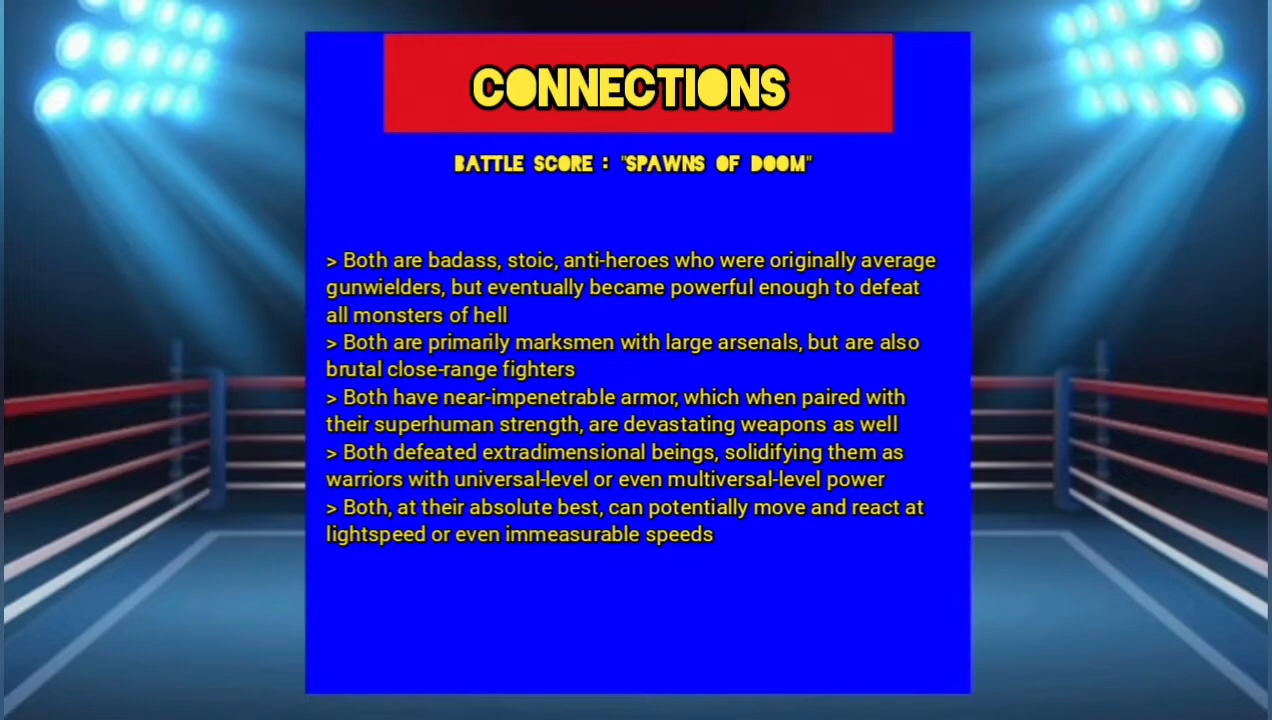 CONNECTIONS
BATTLE SCORE : "SPAWNS OF DOOM"
> Both are badass, stoic, anti-heroes who were originally average
gunwielders, but eventually became powerful enough to defeat
all monsters of hell
> Both are primarily marksmen with large arsenals, but are also
brutal close-range fighters
> Both have near-impenetrable armor, which when paired with
their superhuman strength, are devastating weapons as well
> Both defeated extradimensional beings, solidifying them as
warriors with universal-level or even multiversal-level power
> Both, at their absolute best, can potentially move and react at
lightspeed or even immeasurable speeds